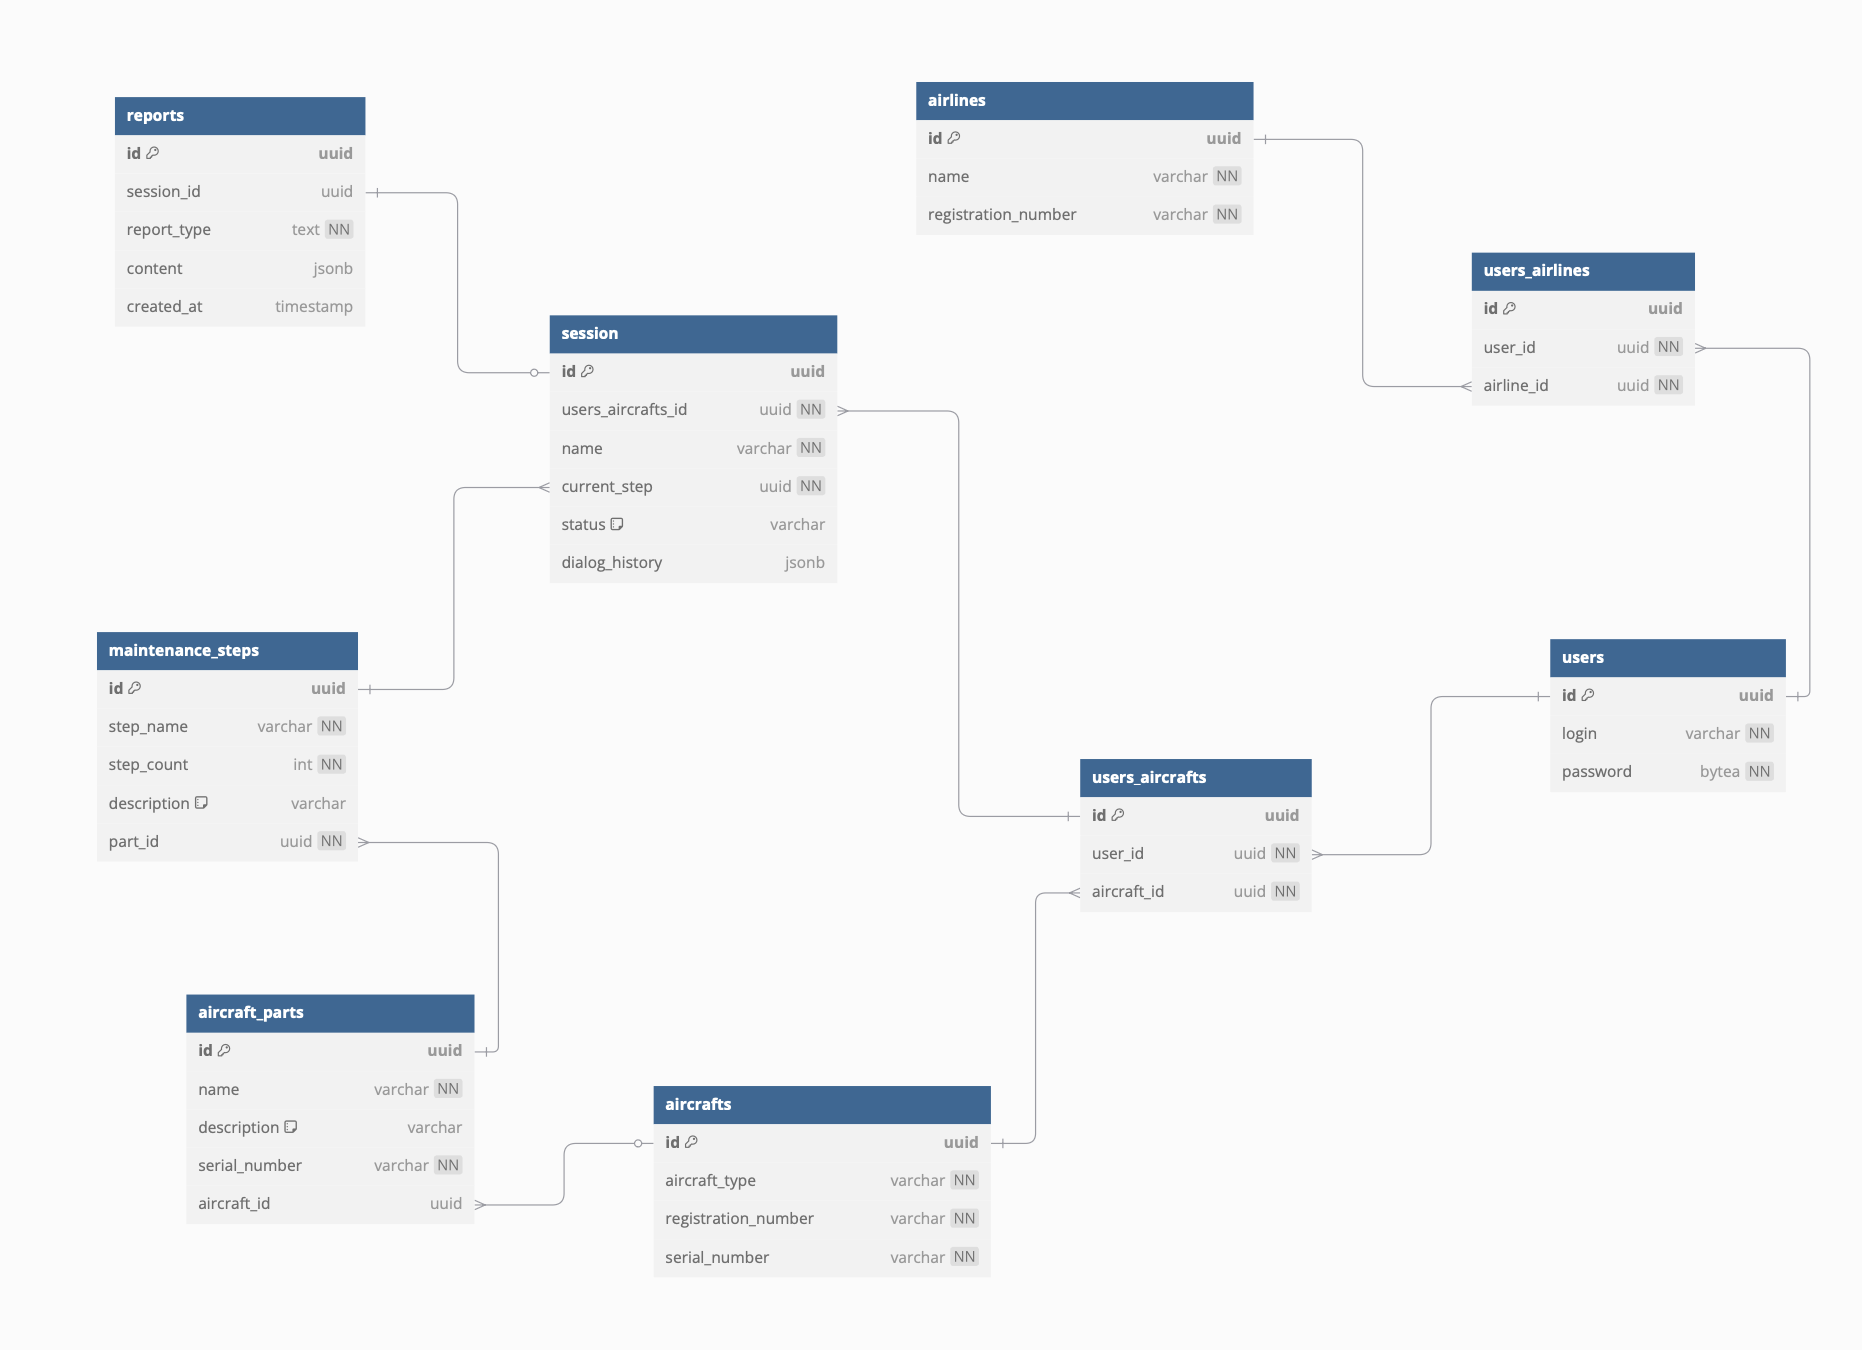 reports
id uuid
session_id uuid
report_type text NN
content jsonb
created_at timestamp
airlines
id uuid
name varchar NN
registration_number varchar NN
users_airlines
id uuid
user_id uuid NN
airline_id uuid NN
session
id uuid
users_aircrafts_id uuid NN
name varchar NN
current_step uuid NN
status varchar
dialog_history jsonb
maintenance_steps
id uuid
step_name varchar NN
step_count int NN
description varchar
part_id uuid NN
users
id uuid
login varchar NN
password bytea NN
users_aircrafts
id uuid
user_id uuid NN
aircraft_id uuid NN
aircraft_parts
id uuid
name varchar NN
description varchar
serial_number varchar NN
aircraft_id uuid
aircrafts
id uuid
aircraft_type varchar NN
registration_number varchar NN
serial_number varchar NN